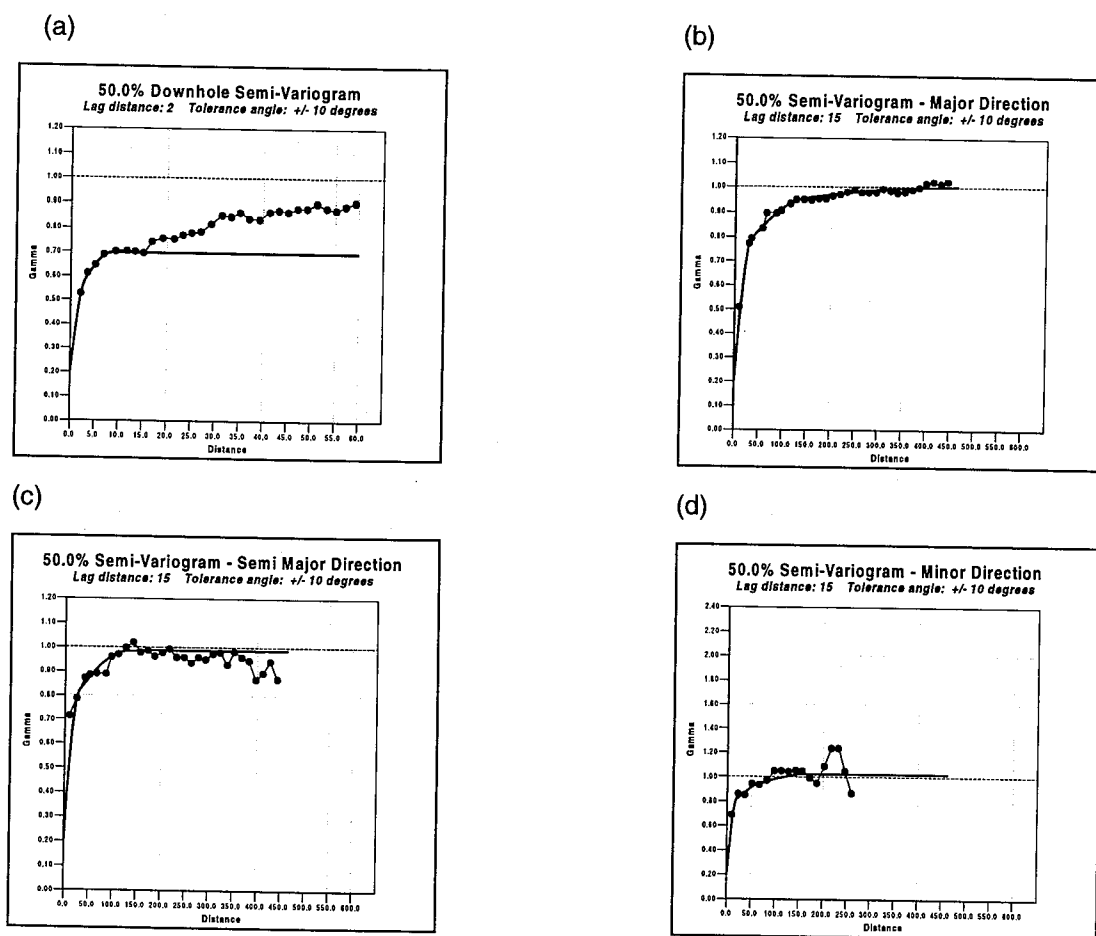 (a)
50.0% Downhole Semi-Variogram
Lag distance: 2 Tolerance angle: +/- 10 degrees
1.20
1.10
1.00
0.90
0.80
0.70
0.60
0.50
0.40
0.30
0.20
0.10
0.00
Gamma
0.0 5.0 10.0 15.0 20.0 25.0 30.0 35.0 40.0 45.0 50.0 55.0 60.0
Distance
(b)
50.0% Semi-Variogram - Major Direction
Lag distance: 15 Tolerance angle: +/- 10 degrees
1.20
1.10
1.00
0.90
0.80
0.70
0.60
0.50
0.40
0.30
0.20
0.10
0.00
Gamma
0.0 50.0 100.0 150.0 200.0 250.0 300.0 350.0 400.0 450.0 500.0 550.0 600.0
Distance
(c)
50.0% Semi-Variogram - Semi Major Direction
Lag distance: 15 Tolerance angle: +/- 10 degrees
1.20
1.10
1.00
0.90
0.80
0.70
0.60
0.50
0.40
0.30
0.20
0.10
0.00
Gamma
0.0 50.0 100.0 150.0 200.0 250.0 300.0 350.0 400.0 450.0 500.0 550.0 600.0
Distance
(d)
50.0% Semi-Variogram - Minor Direction
Lag distance: 15 Tolerance angle: +/- 10 degrees
2.40
2.20
2.00
1.80
1.60
1.40
1.20
1.00
0.80
0.60
0.40
0.20
0.00
Gamma
0.0 50.0 100.0 150.0 200.0 250.0 300.0 350.0 400.0 450.0 500.0 550.0 600.0
Distance